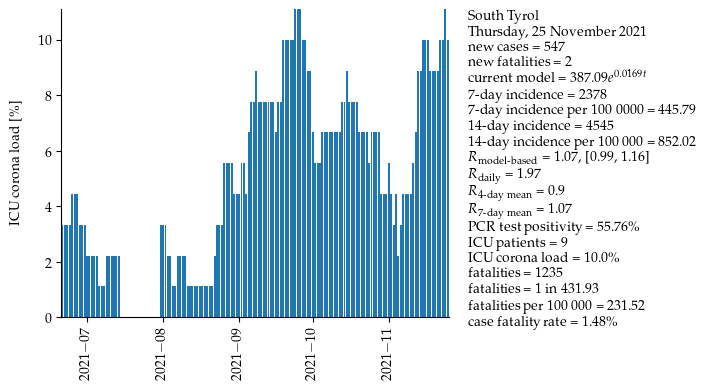 South Tyrol
Thursday, 25 November 2021
new cases = 547
new fatalities = 2
current model = 387.09e^0.0169t
7-day incidence = 2378
7-day incidence per 100 0000 = 445.79
14-day incidence = 4545
14-day incidence per 100 000 = 852.02
R_model-based = 1.07, [0.99, 1.16]
R_daily = 1.97
R_4-day mean = 0.9
R_7-day mean = 1.07
PCR test positivity = 55.76%
ICU patients = 9
ICU corona load = 10.0%
fatalities = 1235
fatalities = 1 in 431.93
fatalities per 100 000 = 231.52
case fatality rate = 1.48%
ICU corona load [%]
10
8
6
4
2
0
2021−07
2021−08
2021−09
2021−10
2021−11